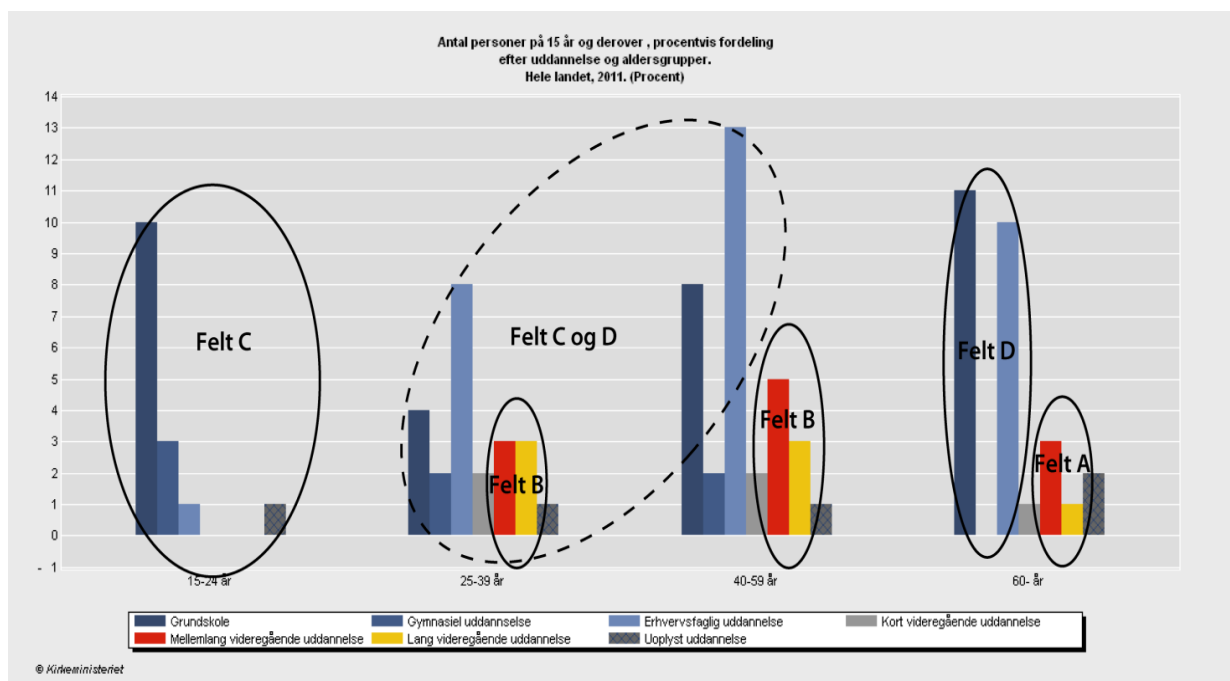 Antal personer på 15 år og derover , procentvis fordeling
efter uddannelse og aldersgrupper.
Hele landet, 2011. (Procent)
14
13
12
11
10
9
8
7
6
5
4
3
2
1
0
- 1
Felt C
Felt C og D
Felt B
Felt B
Felt D
Felt A
15-24 år
25-39 år
40-59 år
60- år
Grundskole
Gymnasiel uddannselse
Erhvervsfaglig uddannelse
Kort videregående uddannelse
Mellemlang videregående uddannelse
Lang videregående uddannelse
Uoplyst uddannelse
© Kirkeministeriet